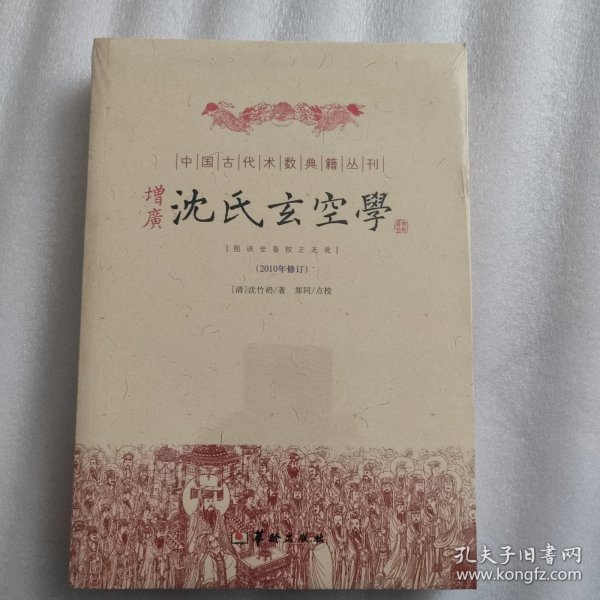 中国古代术数典籍丛刊
增廣
沈氏玄空學
图诀全备校正无讹
(2010年修订)
[清]沈竹礽/著 郑同/点校
华龄出版社
孔夫子旧书网
www.kongfz.com